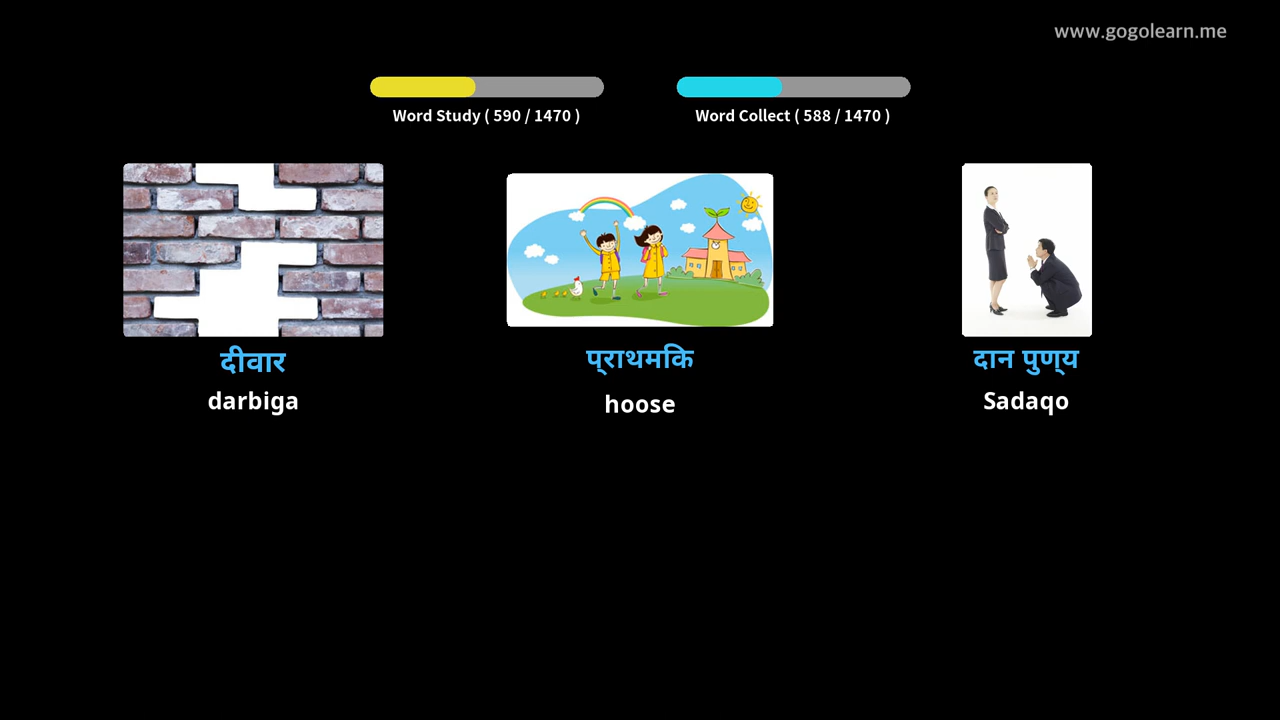 www.gogolearn.me
Word Study ( 590 / 1470 )
Word Collect ( 588 / 1470 )
दीवार
प्राथमकि
दान पुण्य
darbiga
hoose
Sadaqo